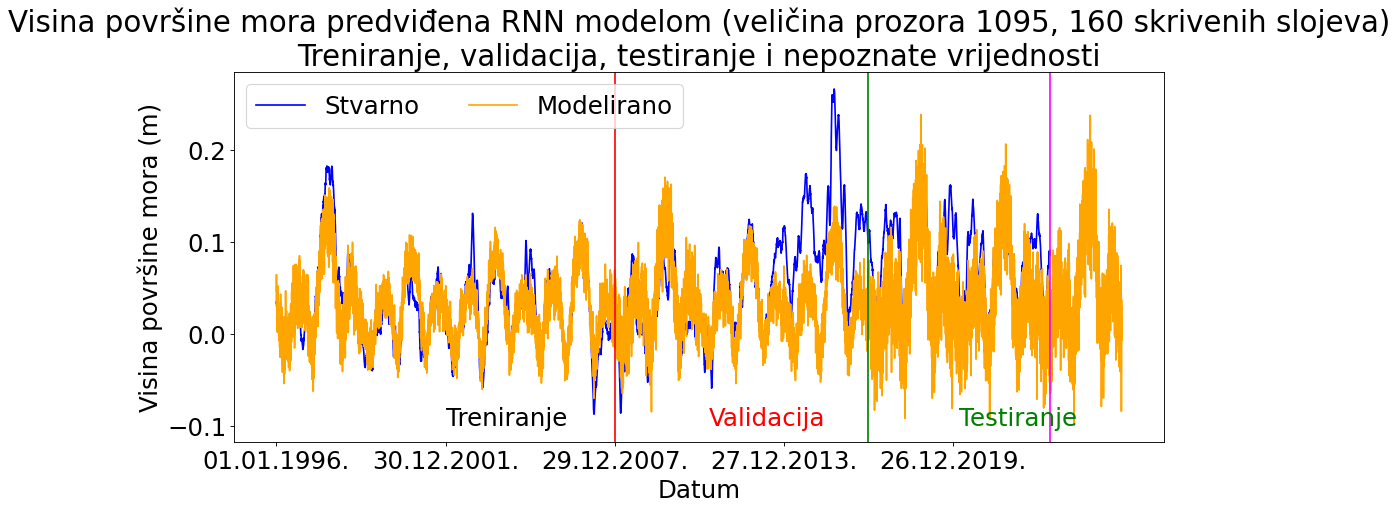 Visina površine mora predviđena RNN modelom (veličina prozora 1095, 160 skrivenih slojeva)
Treniranje, validacija, testiranje i nepoznate vrijednosti
Stvarno Modelirano
Visina površine mora (m)
0.2
0.1
0.0
−0.1
Treniranje Validacija Testiranje
01.01.1996. 30.12.2001. 29.12.2007. 27.12.2013. 26.12.2019.
Datum